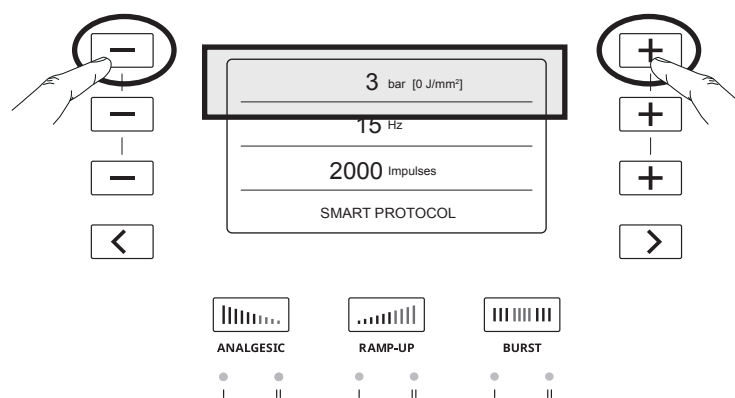 3 bar [0 J/mm²]
15 Hz
2000 Impulses
SMART PROTOCOL
ANALGESIC RAMP-UP BURST
I II I II I II